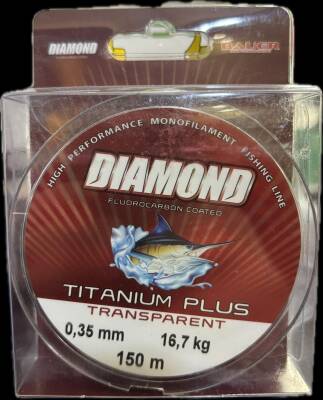 DIAMOND
SALIER
HIGH PERFORMANCE MONOFILAMENT FISHING LINE
DIAMOND
FLUOROCARBON COATED
TITANIUM PLUS
TRANSPARENT
0,35 mm 16,7 kg
150 m